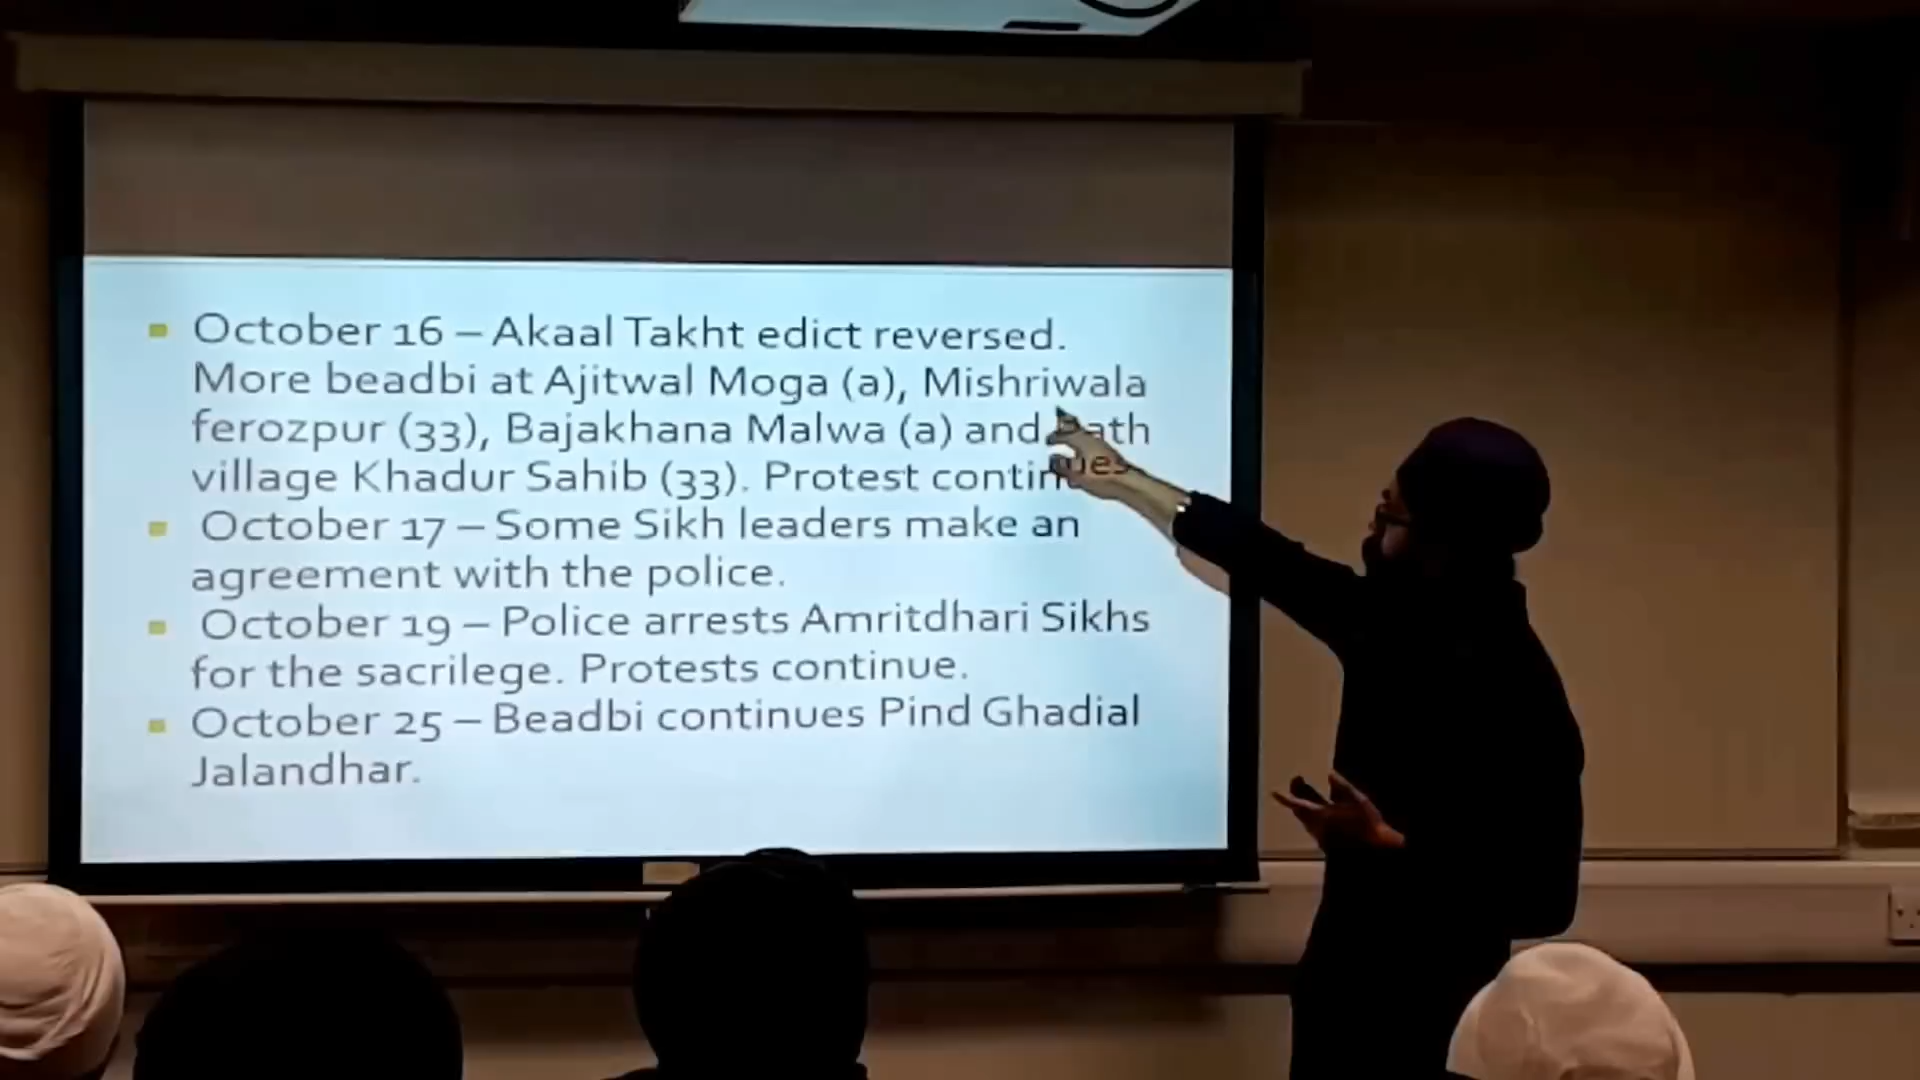 October 16 – Akaal Takht edict reversed.
More beadbi at Ajitwal Moga (a), Mishriwala
ferozpur (33), Bajakhana Malwa (a) and
village Khadur Sahib (33). Protest continues.
October 17 – Some Sikh leaders make an
agreement with the police.
October 19 – Police arrests Amritdhari Sikhs
for the sacrilege. Protests continue.
October 25 – Beadbi continues Pind Ghadial
Jalandhar.